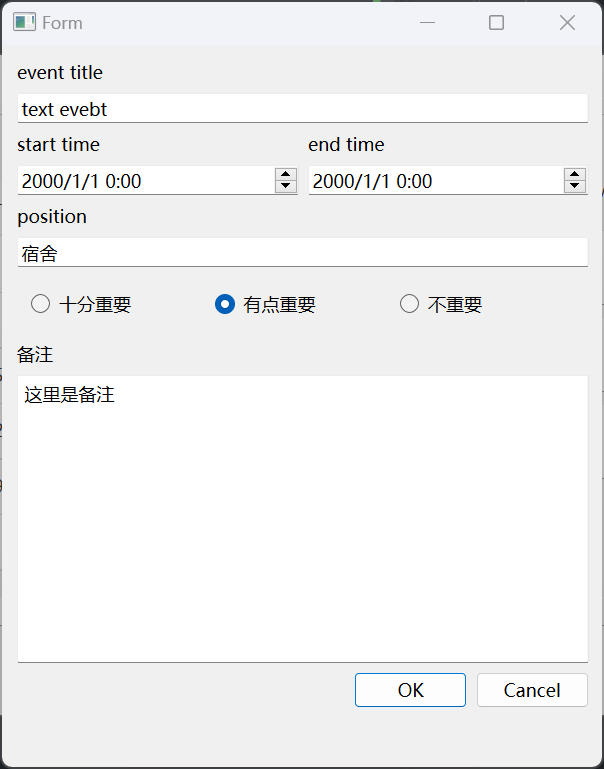 Form
event title
text evebt
start time end time
2000/1/1 0:00 2000/1/1 0:00
position
宿舍
十分重要 有点重要 不重要
备注
这里是备注
OK Cancel